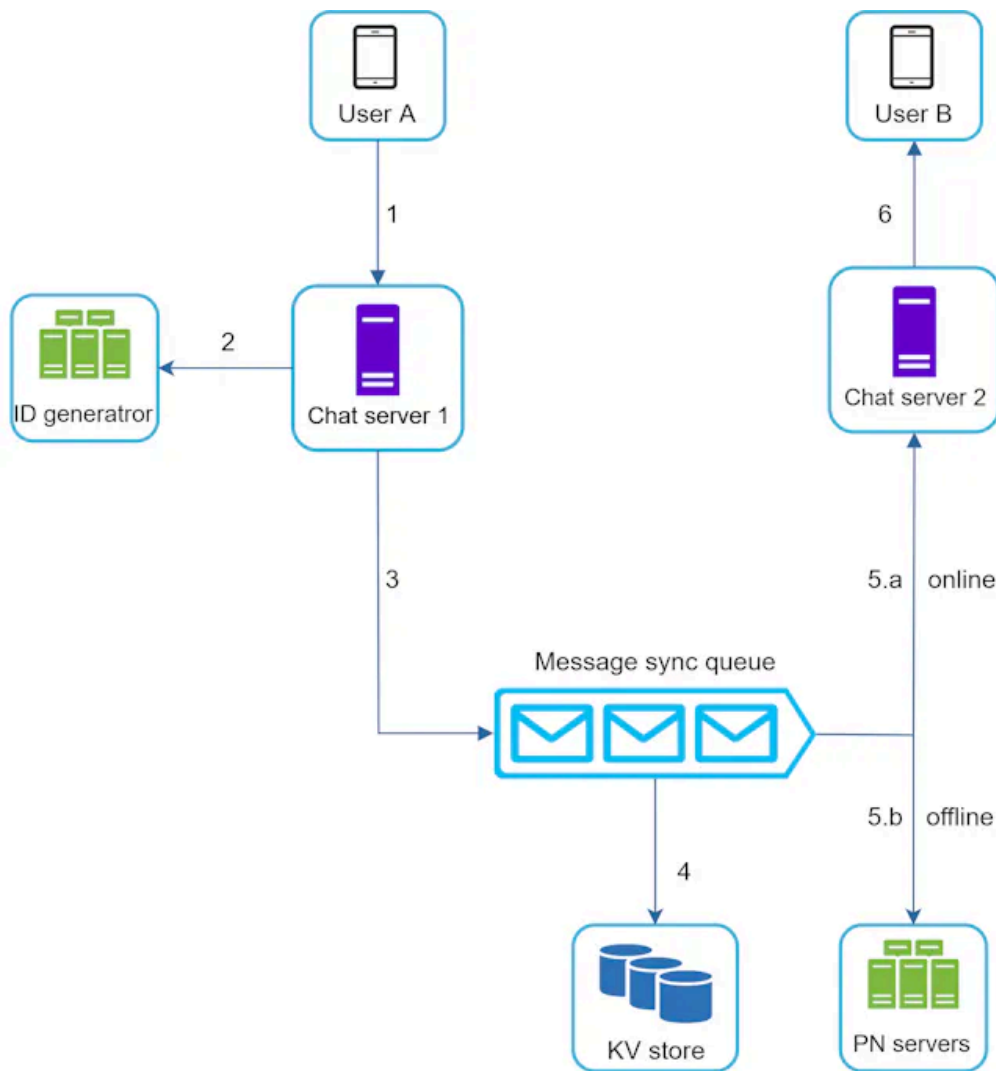 User A
User B
1
6
2
ID generatror
Chat server 1
Chat server 2
3
5.a
online
Message sync queue
5.b
offline
4
KV store
PN servers